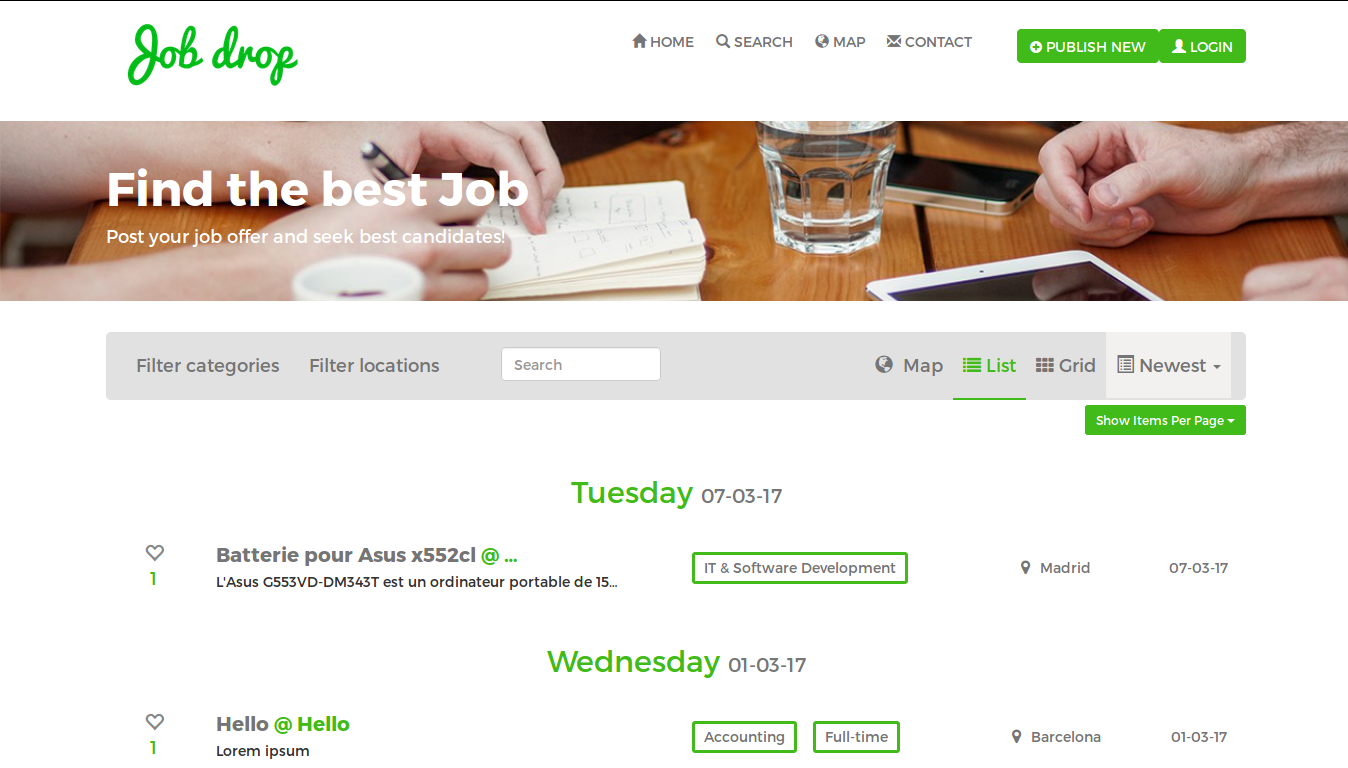 Job drop
HOME SEARCH MAP CONTACT PUBLISH NEW LOGIN
Find the best Job
Post your job offer and seek best candidates!
Filter categories Filter locations Search Map List Grid Newest
Show Items Per Page
Tuesday 07-03-17
Batterie pour Asus x552cl @ ...
1 L'Asus G553VD-DM343T est un ordinateur portable de 15... IT & Software Development Madrid 07-03-17
Wednesday 01-03-17
Hello @ Hello
1 Lorem ipsum Accounting Full-time Barcelona 01-03-17